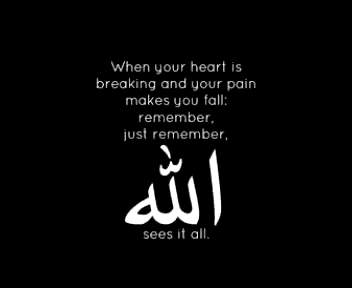 When your heart is
breaking and your pain
makes you fall:
remember,
just remember,
الله
sees it all.